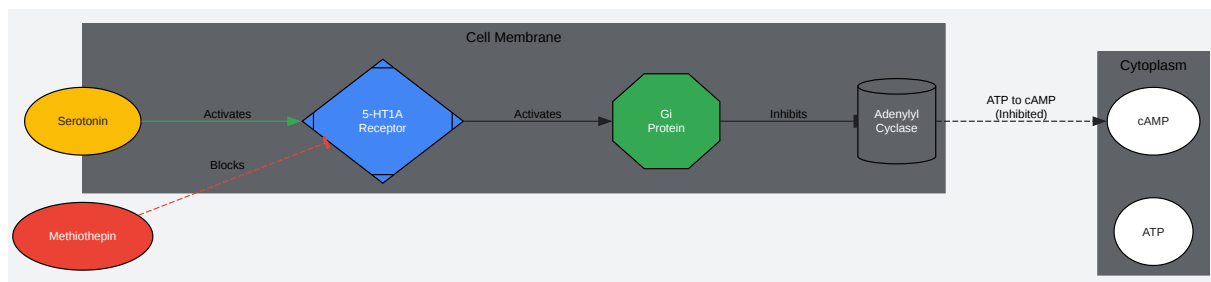 Cell Membrane
Cytoplasm
Serotonin
Activates
5-HT1A
Receptor
Activates
Gi
Protein
Inhibits
Adenylyl
Cyclase
ATP to cAMP
(Inhibited)
cAMP
Blocks
Methiothepin
ATP